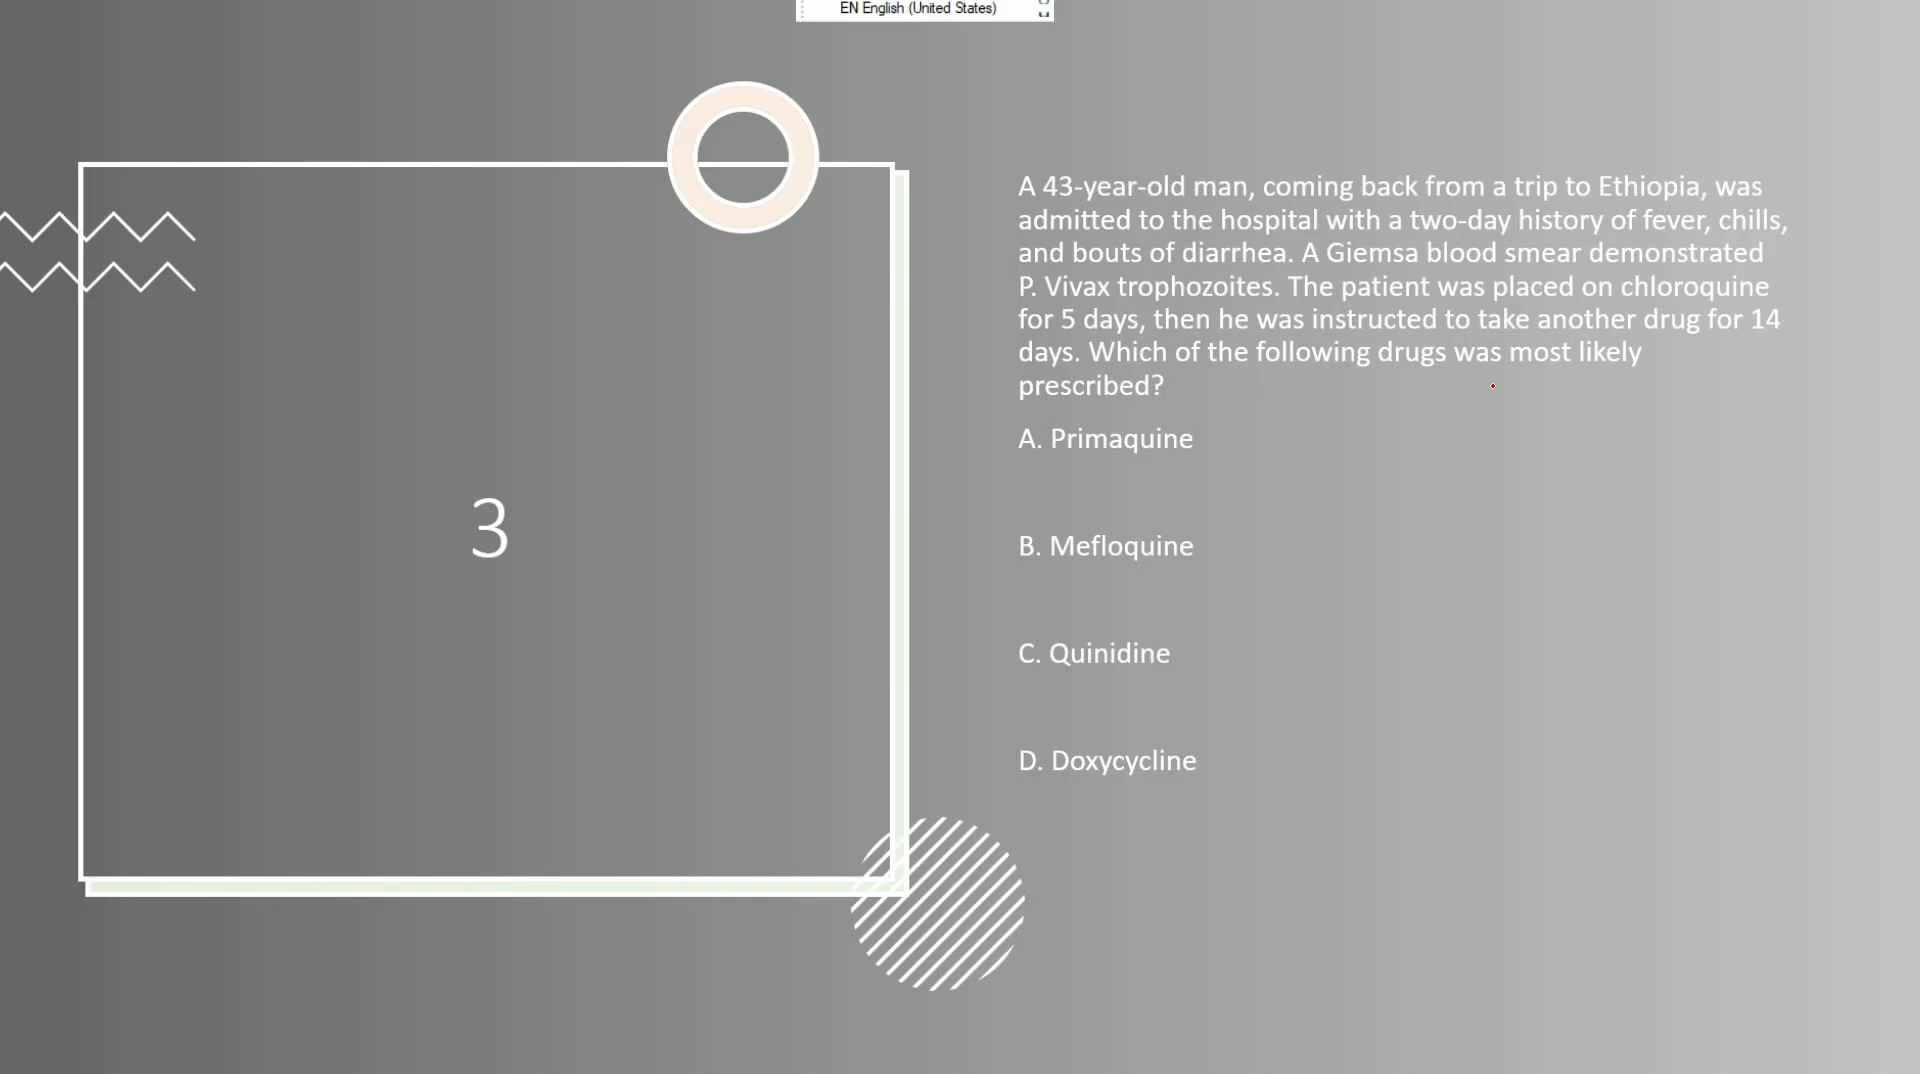 EN English (United States)
3
A 43-year-old man, coming back from a trip to Ethiopia, was
admitted to the hospital with a two-day history of fever, chills,
and bouts of diarrhea. A Giemsa blood smear demonstrated
P. Vivax trophozoites. The patient was placed on chloroquine
for 5 days, then he was instructed to take another drug for 14
days. Which of the following drugs was most likely
prescribed?
A. Primaquine
B. Mefloquine
C. Quinidine
D. Doxycycline